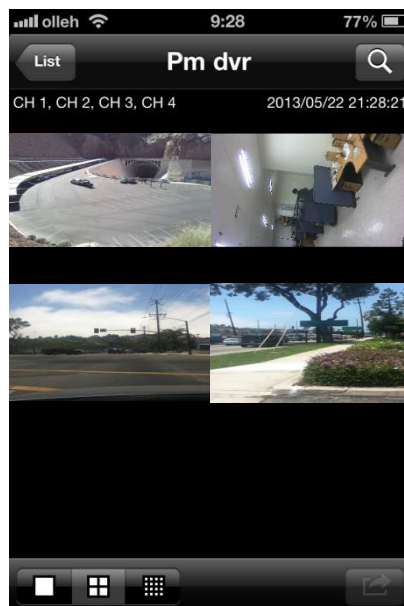 olleh 9:28 77%
List Pm dvr
CH 1, CH 2, CH 3, CH 4 2013/05/22 21:28:21